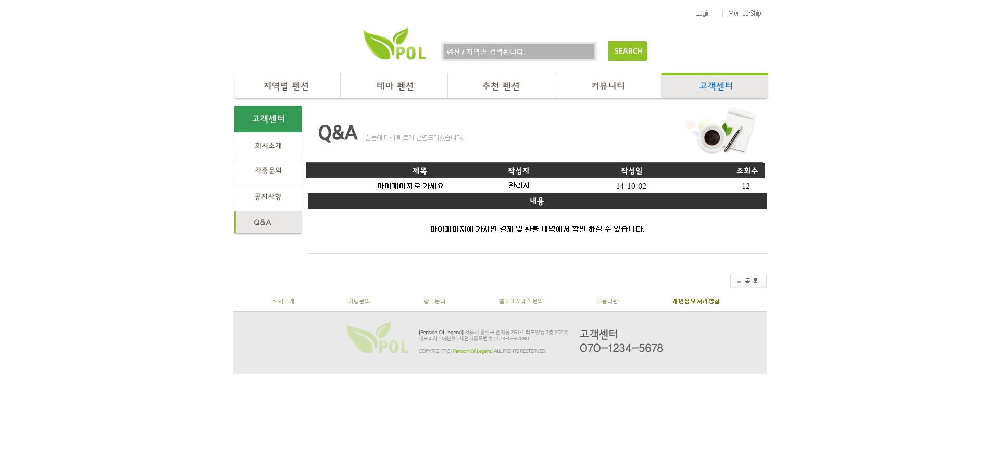 Login | MemberShip
POL
펜션 / 지역만 검색됩니다.
SEARCH
지역별 펜션 테마 펜션 추천 펜션 커뮤니티 고객센터
고객센터
회사소개
각종문의
공지사항
Q&A
Q&A 질문에 대해 빠르게 답변드리겠습니다.
제목 작성자 작성일 조회수
마이페이지로 가세요 관리자 14-10-02 12
내용
마이페이지에 가시면 결제 및 환불 내역에서 확인 하실 수 있습니다.
목 록
회사소개 가맹문의 광고문의 홈페이지제작문의 이용약관 개인정보처리방침
POL
[Pension Of Legend] 서울시 종로구 연지동 261-1 리도빌딩 2층 202호
대표이사 : 이신협 사업자등록번호 ; 123-45-67890
COPYRIGHT(C) Pension Of Legend ALL RIGHTS RESTERVED.
고객센터
070-1234-5678